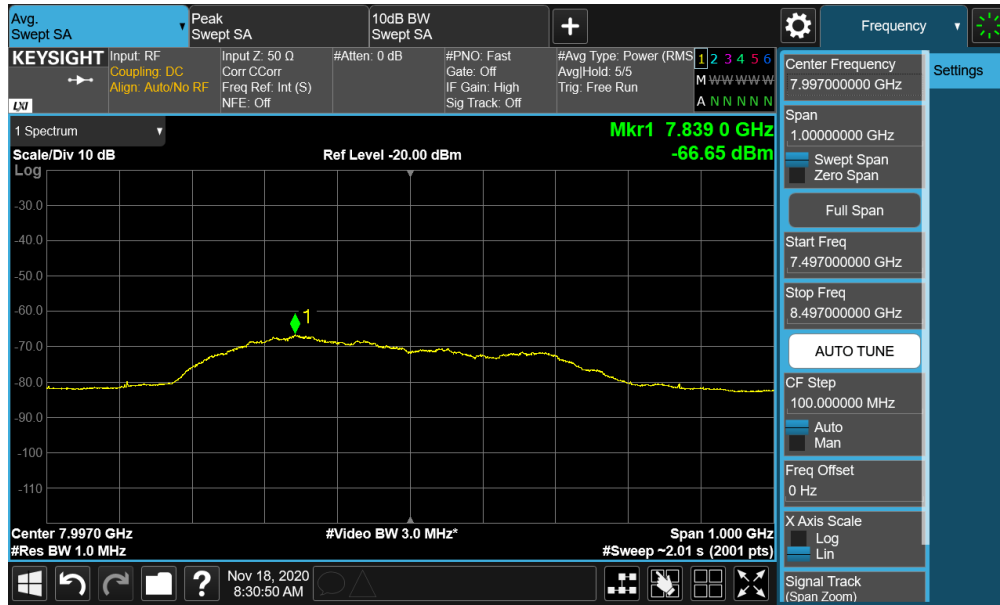 Avg.
Swept SA
Peak
Swept SA
10dB BW
Swept SA
Frequency
KEYSIGHT
LXI
Input: RF
Coupling: DC
Align: Auto/No RF
Input Z: 50 Ω
Corr CCorr
Freq Ref: Int (S)
NFE: Off
#Atten: 0 dB
#PNO: Fast
Gate: Off
IF Gain: High
Sig Track: Off
#Avg Type: Power (RMS
Avg|Hold: 5/5
Trig: Free Run
1 2 3 4 5 6
M W W W W W
A N N N N N
1 Spectrum
Mkr1 7.839 0 GHz
-66.65 dBm
Scale/Div 10 dB
Ref Level -20.00 dBm
Log
-30.0
-40.0
-50.0
-60.0
-70.0
-80.0
-90.0
-100
-110
1
Center 7.9970 GHz
#Video BW 3.0 MHz*
Span 1.000 GHz
#Res BW 1.0 MHz
#Sweep ~2.01 s (2001 pts)
Center Frequency
7.997000000 GHz
Span
1.00000000 GHz
Swept Span
Zero Span
Full Span
Start Freq
7.497000000 GHz
Stop Freq
8.497000000 GHz
AUTO TUNE
CF Step
100.000000 MHz
Auto
Man
Freq Offset
0 Hz
X Axis Scale
Log
Lin
Signal Track
(Span Zoom)
Settings
?
Nov 18, 2020
8:30:50 AM